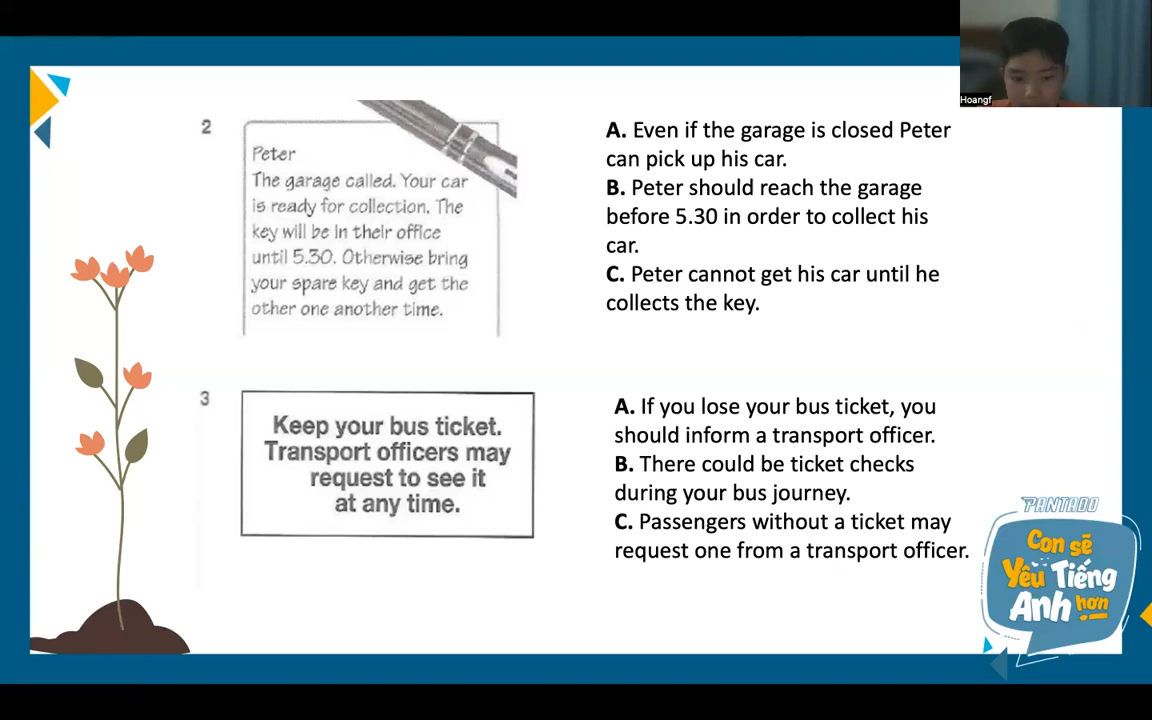 Hoangf
2
Peter
The garage called. Your car
is ready for collection. The
key will be in their office
until 5.30. Otherwise bring
your spare key and get the
other one another time.
A. Even if the garage is closed Peter
can pick up his car.
B. Peter should reach the garage
before 5.30 in order to collect his
car.
C. Peter cannot get his car until he
collects the key.
3
Keep your bus ticket.
Transport officers may
request to see it
at any time.
A. If you lose your bus ticket, you
should inform a transport officer.
B. There could be ticket checks
during your bus journey.
C. Passengers without a ticket may
request one from a transport officer.
PANTADO
Con sẽ
Yêu Tiếng
Anh hơn